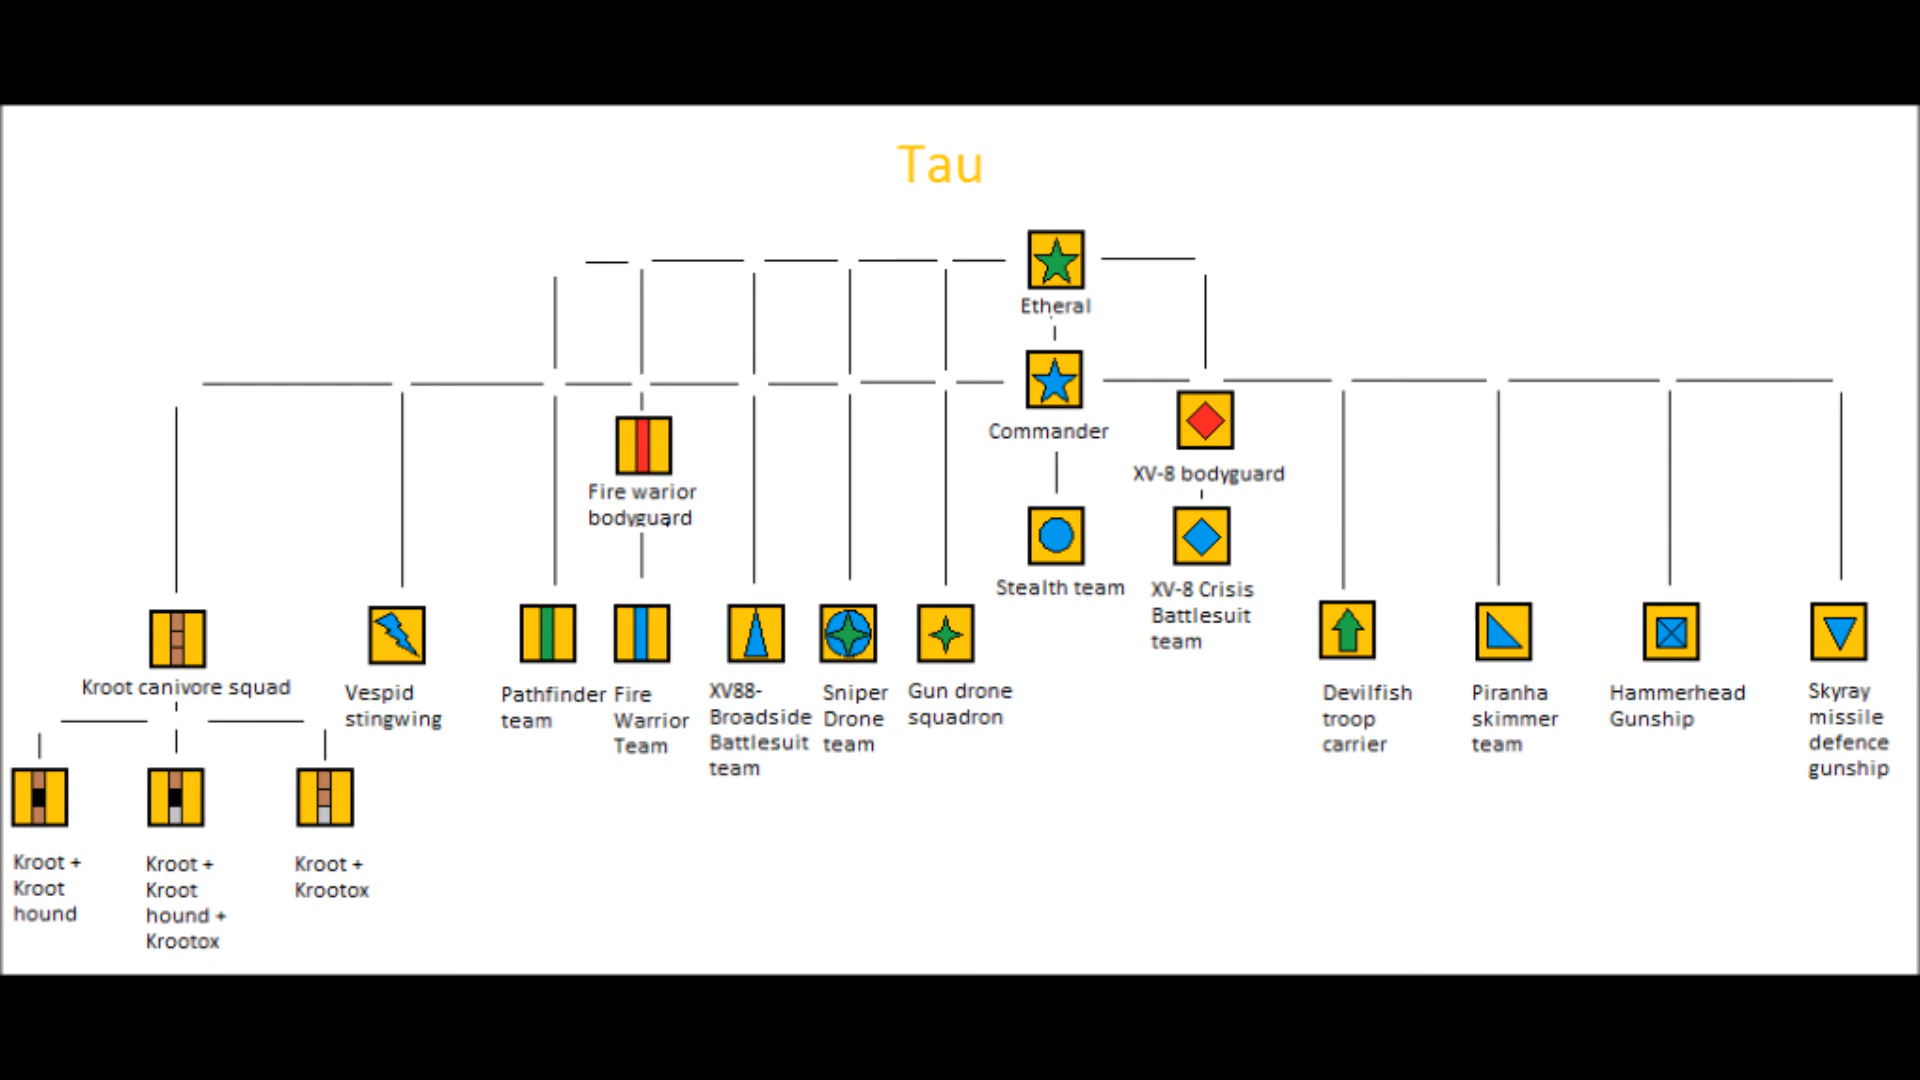 Tau
Etheral
Commander
XV-8 bodyguard
Fire warior
bodyguard
Stealth team
XV-8 Crisis
Battlesuit
team
Kroot canivore squad
Vespid
stingwing
Pathfinder
team
Fire
Warrior
Team
XV88-
Broadside
Battlesuit
team
Sniper
Drone
team
Gun drone
squadron
Devilfish
troop
carrier
Piranha
skimmer
team
Hammerhead
Gunship
Skyray
missile
defence
gunship
Kroot +
Kroot
hound
Kroot +
Kroot
hound +
Krootox
Kroot +
Krootox